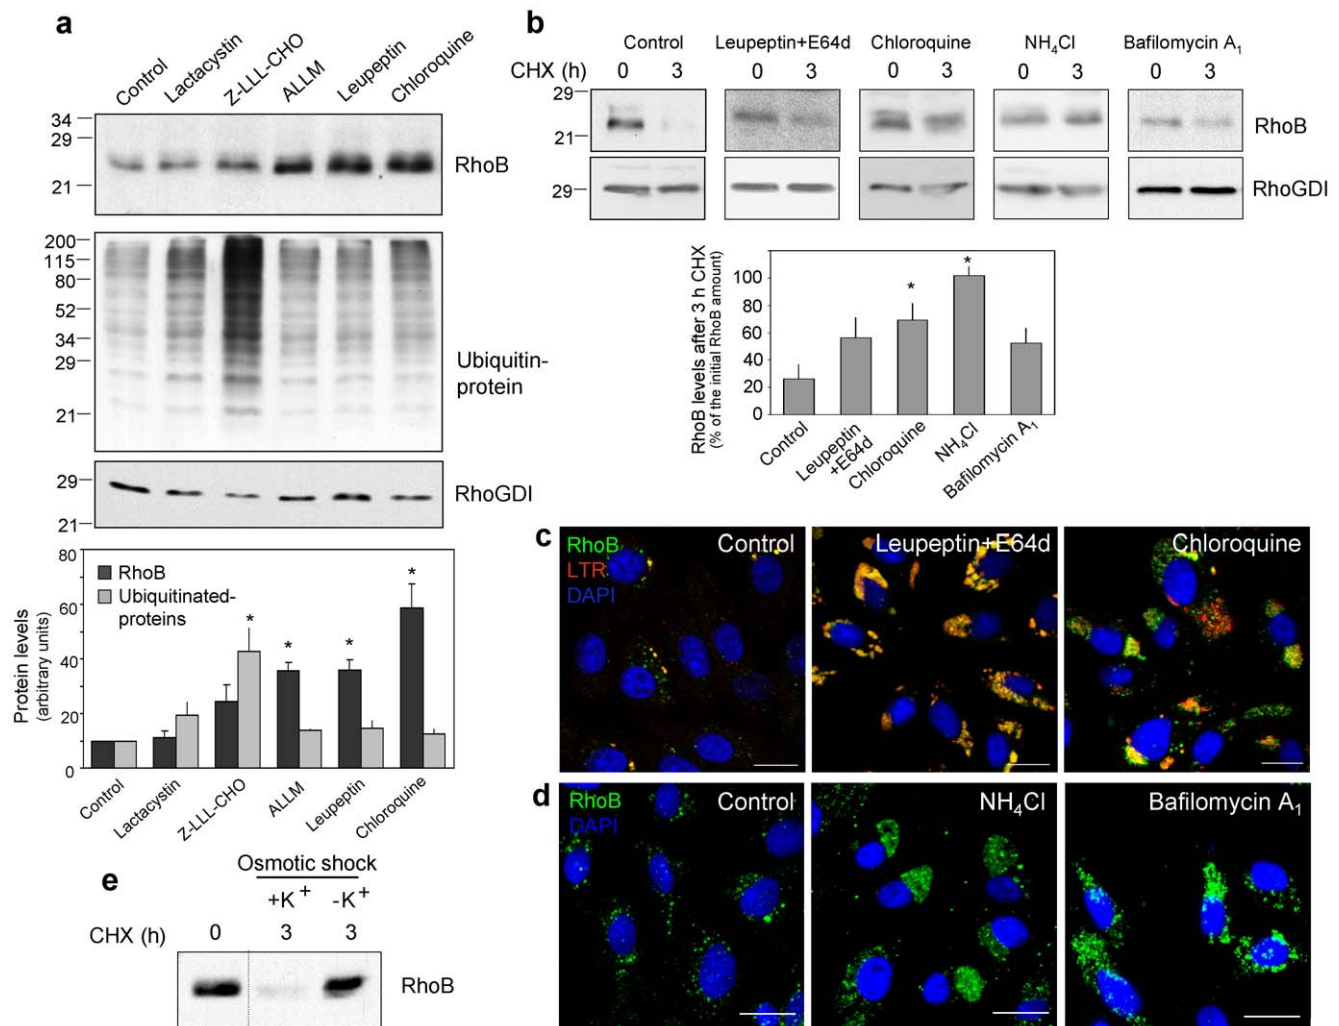 a
Control
Lactacystin
Z-LLL-CHO
ALLM
Leupeptin
Chloroquine
34
29
21
RhoB
200
115
80
52
34
29
21
Ubiquitin-
protein
29
21
RhoGDI
80
60
40
20
0
Protein levels
(arbitrary units)
RhoB
Ubiquitinated-
proteins
* * * *
Control
Lactacystin
Z-LLL-CHO
ALLM
Leupeptin
Chloroquine
b
Control Leupeptin+E64d Chloroquine NH4Cl Bafilomycin A1
CHX (h) 0 3 0 3 0 3 0 3 0 3
29
21
RhoB
29
RhoGDI
RhoB levels after 3 h CHX
(% of the initial RhoB amount)
100
80
60
40
20
0
* *
Control
Leupeptin
+E64d
Chloroquine
NH4Cl
Bafilomycin A1
c
RhoB
LTR
DAPI
Control
Leupeptin+E64d
Chloroquine
d
RhoB
DAPI
Control
NH4Cl
Bafilomycin A1
e
Osmotic shock
+K+ -K+
CHX (h) 0 3 3
RhoB